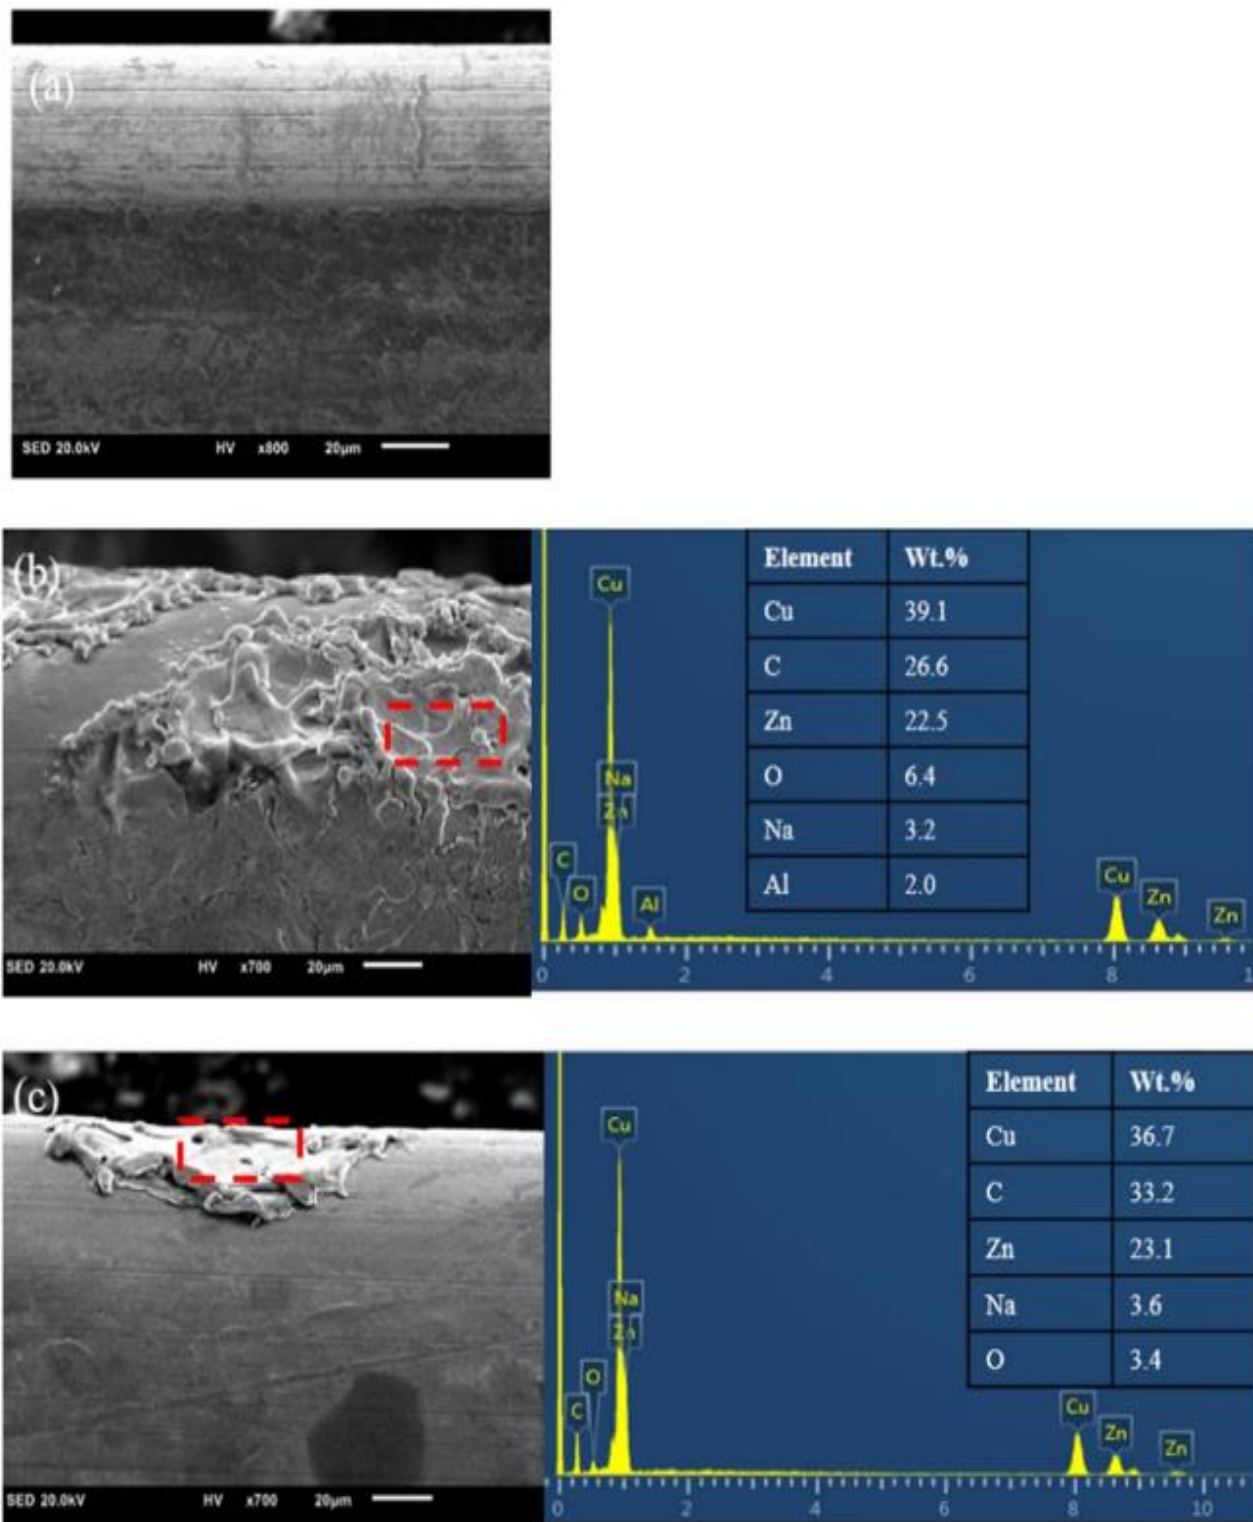 (a)
SED 20.0kV HV x800 20µm
(b)
Element Wt.%
Cu 39.1
C 26.6
Zn 22.5
O 6.4
Na 3.2
Al 2.0
Cu
Na
Zn
C
O
Al
Cu
Zn
Zn
0 2 4 6 8 1
SED 20.0kV HV x700 20µm
(c)
Element Wt.%
Cu 36.7
C 33.2
Zn 23.1
Na 3.6
O 3.4
Cu
Na
Zn
O
C
Cu
Zn
Zn
0 2 4 6 8 10
SED 20.0kV HV x700 20µm